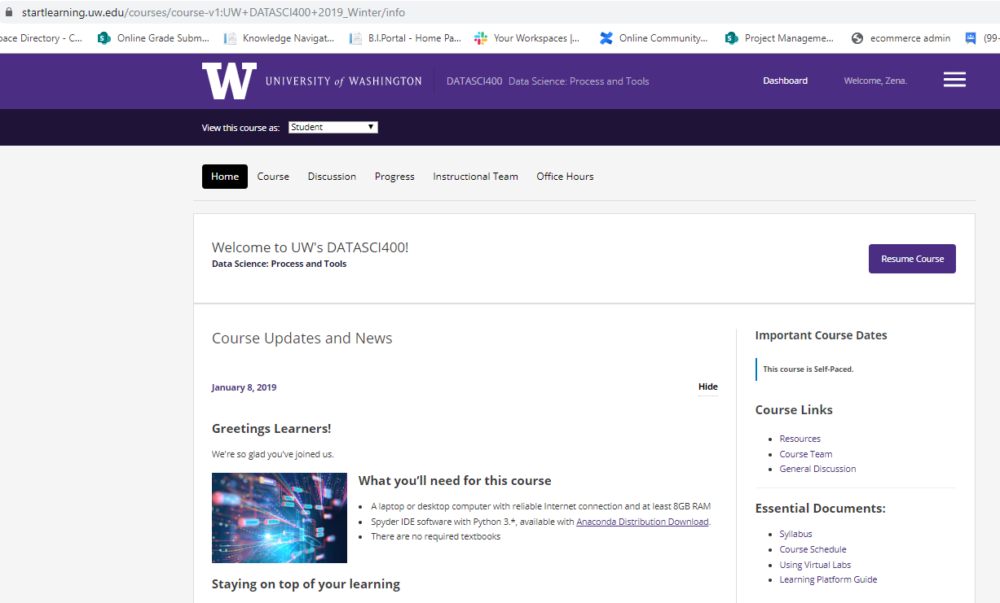 startlearning.uw.edu/courses/course-v1:UW+DATASCI400+2019_Winter/info
pace Directory - C... Online Grade Subm... Knowledge Navigat... B.I.Portal - Home Pa... Your Workspaces |... Online Community... Project Manageme... ecommerce admin (99-
W UNIVERSITY of WASHINGTON DATASCI400 Data Science: Process and Tools Dashboard Welcome, Zena.
View this course as: Student
Home Course Discussion Progress Instructional Team Office Hours
Welcome to UW's DATASCI400!
Data Science: Process and Tools
Resume Course
Course Updates and News
January 8, 2019 Hide
Greetings Learners!
We're so glad you've joined us.
What you’ll need for this course
A laptop or desktop computer with reliable Internet connection and at least 8GB RAM
Spyder IDE software with Python 3.*, available with Anaconda Distribution Download.
There are no required textbooks
Staying on top of your learning
Important Course Dates
This course is Self-Paced.
Course Links
Resources
Course Team
General Discussion
Essential Documents:
Syllabus
Course Schedule
Using Virtual Labs
Learning Platform Guide